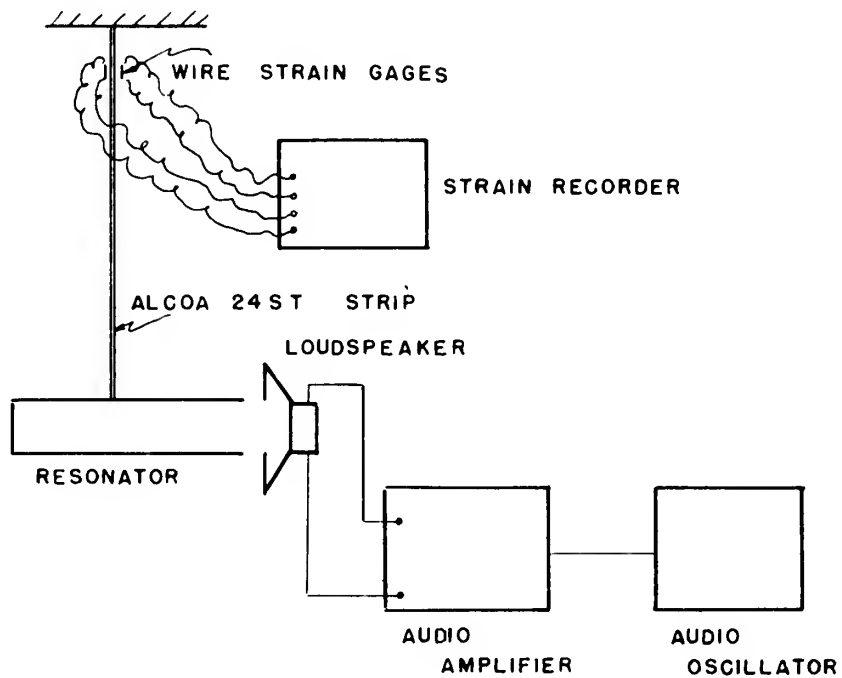 WIRE STRAIN GAGES
STRAIN RECORDER
ALCOA 24ST STRIP
LOUDSPEAKER
RESONATOR
AUDIO
AMPLIFIER
AUDIO
OSCILLATOR